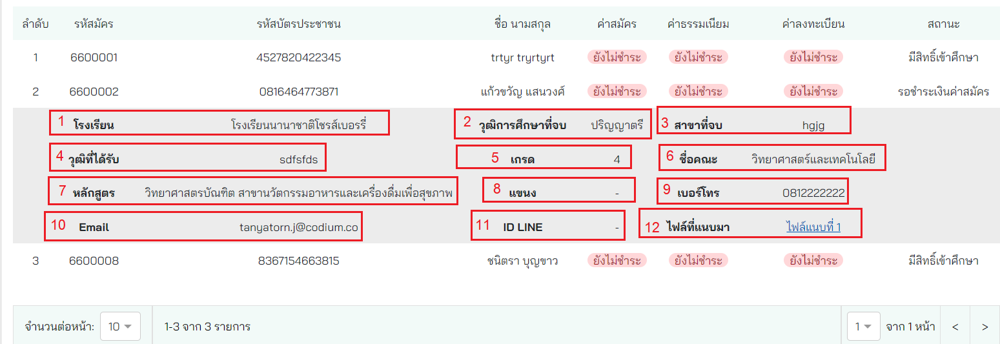 ลำดับ รหัสมัคร รหัสบัตรประชาชน ชื่อ นามสกุล ค่าสมัคร ค่าธรรมเนียม ค่าลงทะเบียน สถานะ
1 6600001 4527820422345 trtyr tryrtyrt ยังไม่ชำระ ยังไม่ชำระ ยังไม่ชำระ มีสิทธิ์เข้าศึกษา
2 6600002 0816464773871 แก้วขวัญ แสนวงศ์ ยังไม่ชำระ ยังไม่ชำระ ยังไม่ชำระ รอชำระเงินค่าสมัคร
1 โรงเรียน โรงเรียนนานาชาติโชรส์เบอรรี่ 2 วุฒิการศึกษาที่จบ ปริญญาตรี 3 สาขาที่จบ hgjg
4 วุฒิที่ได้รับ sdfsfds 5 เกรด 4 6 ชื่อคณะ วิทยาศาสตร์และเทคโนโลยี
7 หลักสูตร วิทยาศาสตรบัณฑิต สาขานวัตกรรมอาหารและเครื่องดื่มเพื่อสุขภาพ 8 แขนง - 9 เบอร์โทร 0812222222
10 Email tanyatorn.j@codium.co 11 ID LINE - 12 ไฟล์ที่แนบมา ไฟล์แนบที่ 1
3 6600008 8367154663815 ชนิตรา บุญขาว ยังไม่ชำระ ยังไม่ชำระ ยังไม่ชำระ มีสิทธิ์เข้าศึกษา
จำนวนต่อหน้า: 10 1-3 จาก 3 รายการ 1 จาก 1 หน้า < >